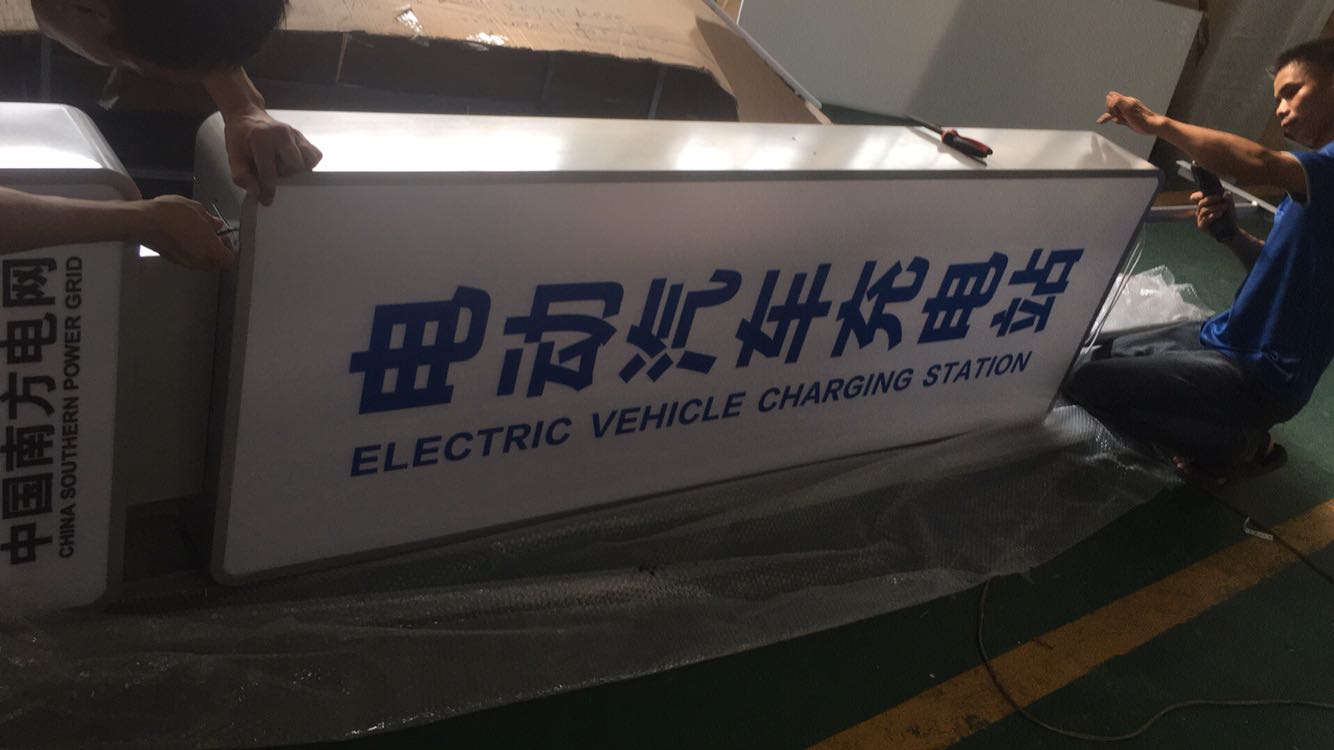 中国南方电网
CHINA SOUTHERN POWER GRID
电动汽车充电站
ELECTRIC VEHICLE CHARGING STATION